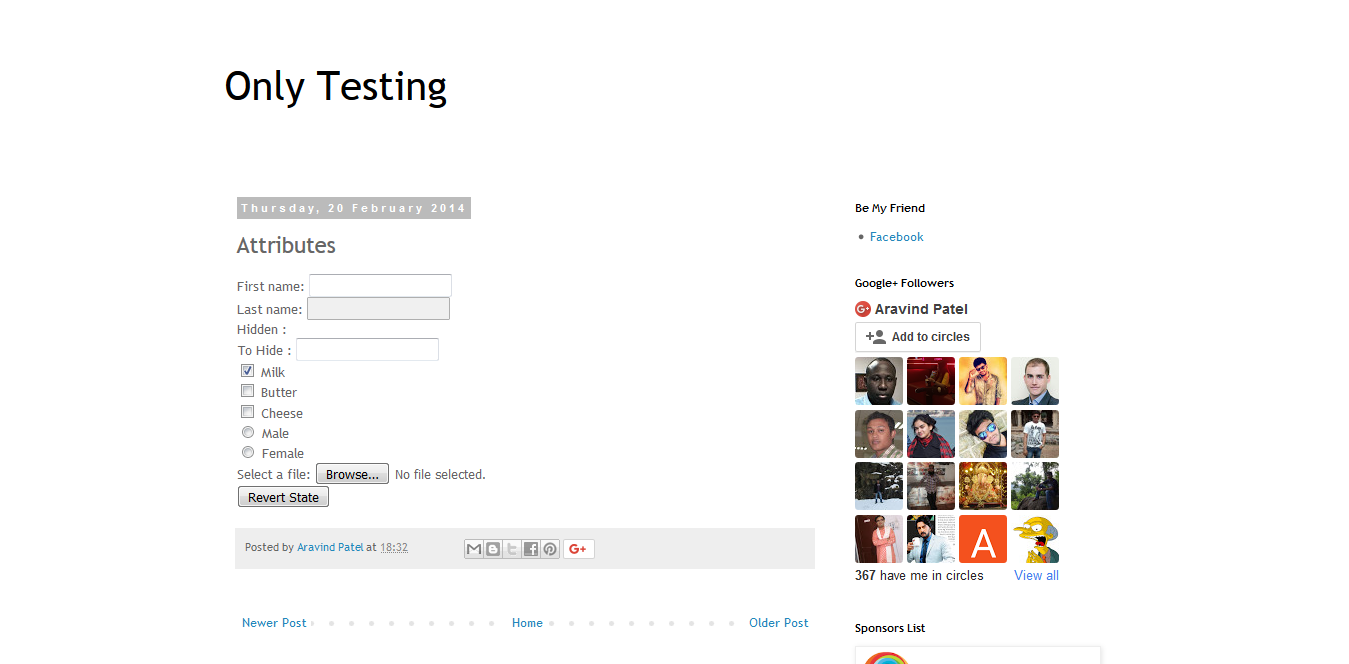 Only Testing
Thursday, 20 February 2014
Attributes
First name:
Last name:
Hidden :
To Hide :
Milk
Butter
Cheese
Male
Female
Select a file: Browse... No file selected.
Revert State
Posted by Aravind Patel at 18:32
Newer Post
Home
Older Post
Be My Friend
Facebook
Google+ Followers
Aravind Patel
Add to circles
A
367 have me in circles
View all
Sponsors List